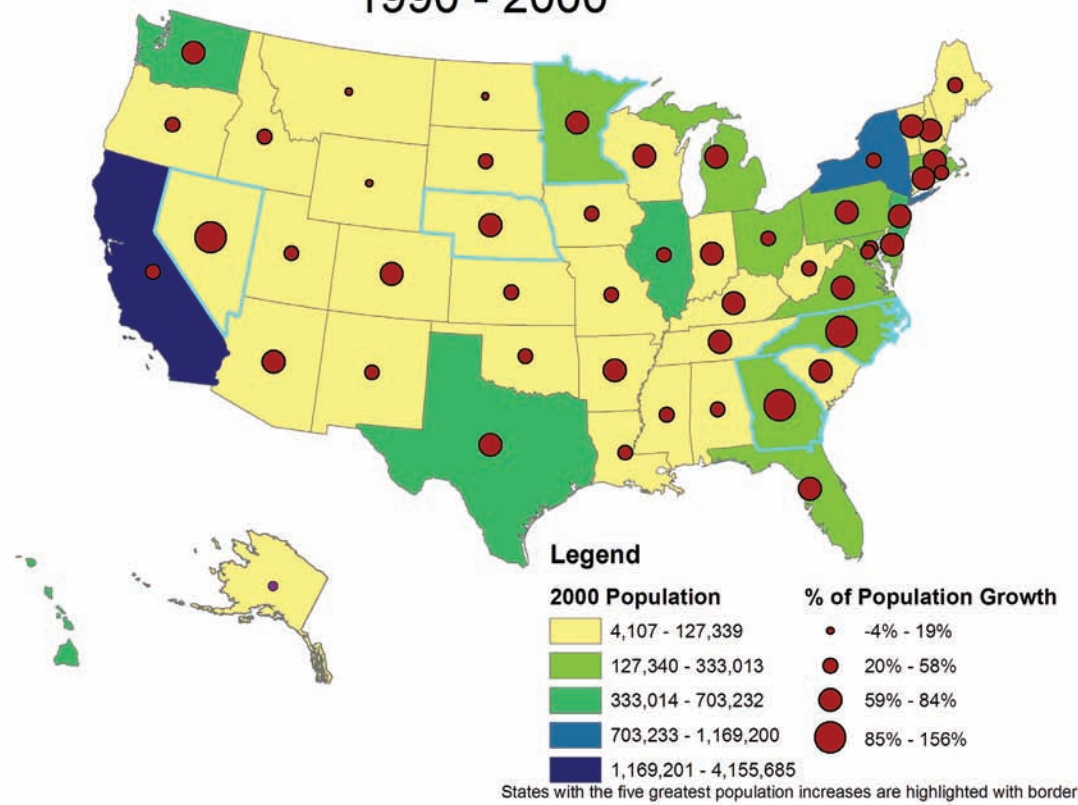 1990 - 2000
Legend
2000 Population
4,107 - 127,339
127,340 - 333,013
333,014 - 703,232
703,233 - 1,169,200
1,169,201 - 4,155,685
% of Population Growth
-4% - 19%
20% - 58%
59% - 84%
85% - 156%
States with the five greatest population increases are highlighted with border